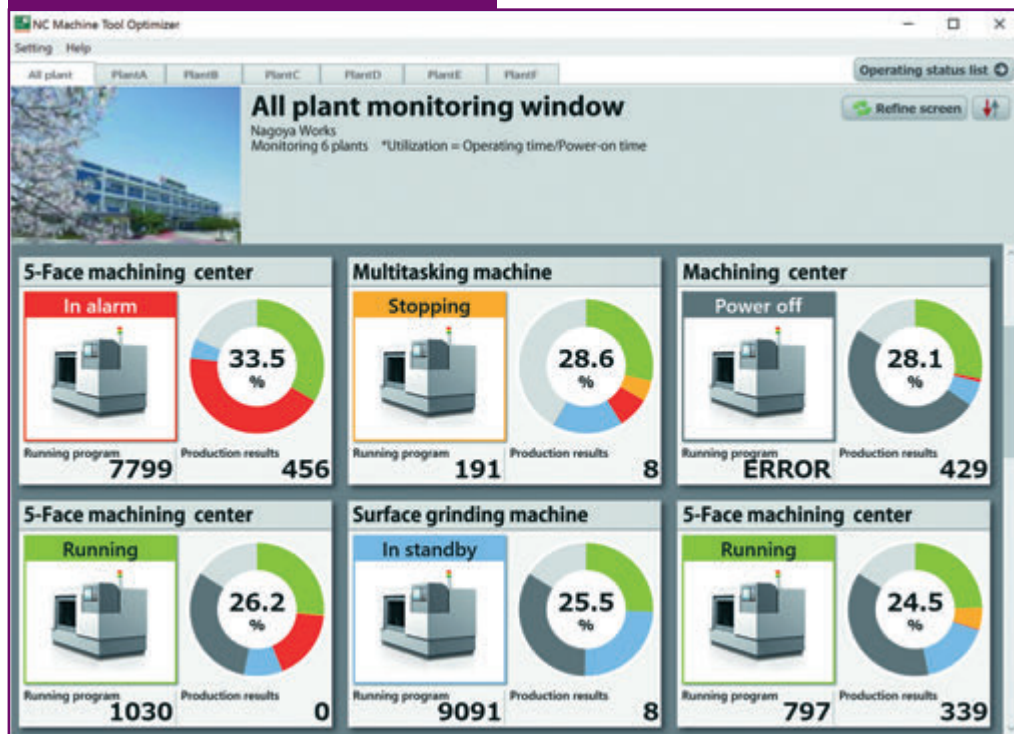 NC Machine Tool Optimizer
Setting Help
All plant PlantA PlantB PlantC PlantD PlantE PlantF
Operating status list
All plant monitoring window
Refine screen
Nagoya Works
Monitoring 6 plants *Utilization = Operating time/Power-on time
5-Face machining center
In alarm
33.5
%
Running program
7799
Production results
456
Multitasking machine
Stopping
28.6
%
Running program
191
Production results
8
Machining center
Power off
28.1
%
Running program
ERROR
Production results
429
5-Face machining center
Running
26.2
%
Running program
1030
Production results
0
Surface grinding machine
In standby
25.5
%
Running program
9091
Production results
8
5-Face machining center
Running
24.5
%
Running program
797
Production results
339